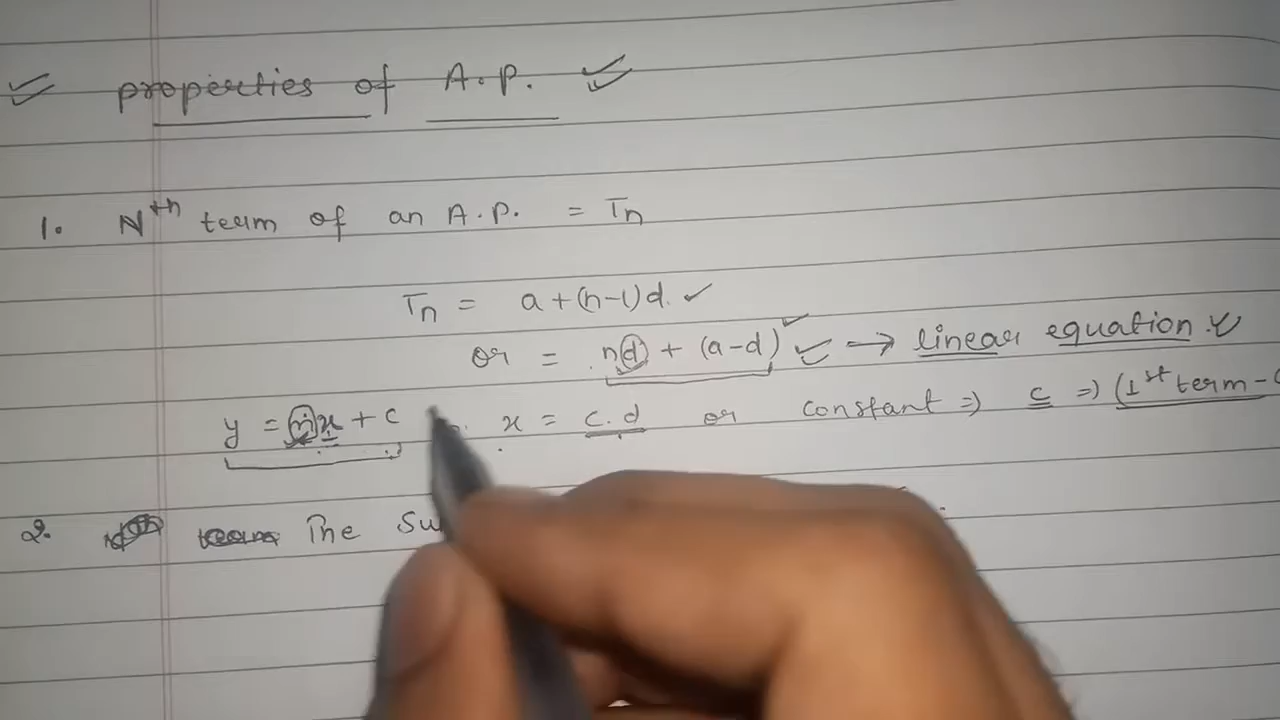 properties of A.P.
1. Nth term of an A.P. = Tn
Tn = a+(n-1)d.
or = nd + (a-d) → linear equation.
y = mx + c x = c.d or constant => c => (1st term -
2. The Su